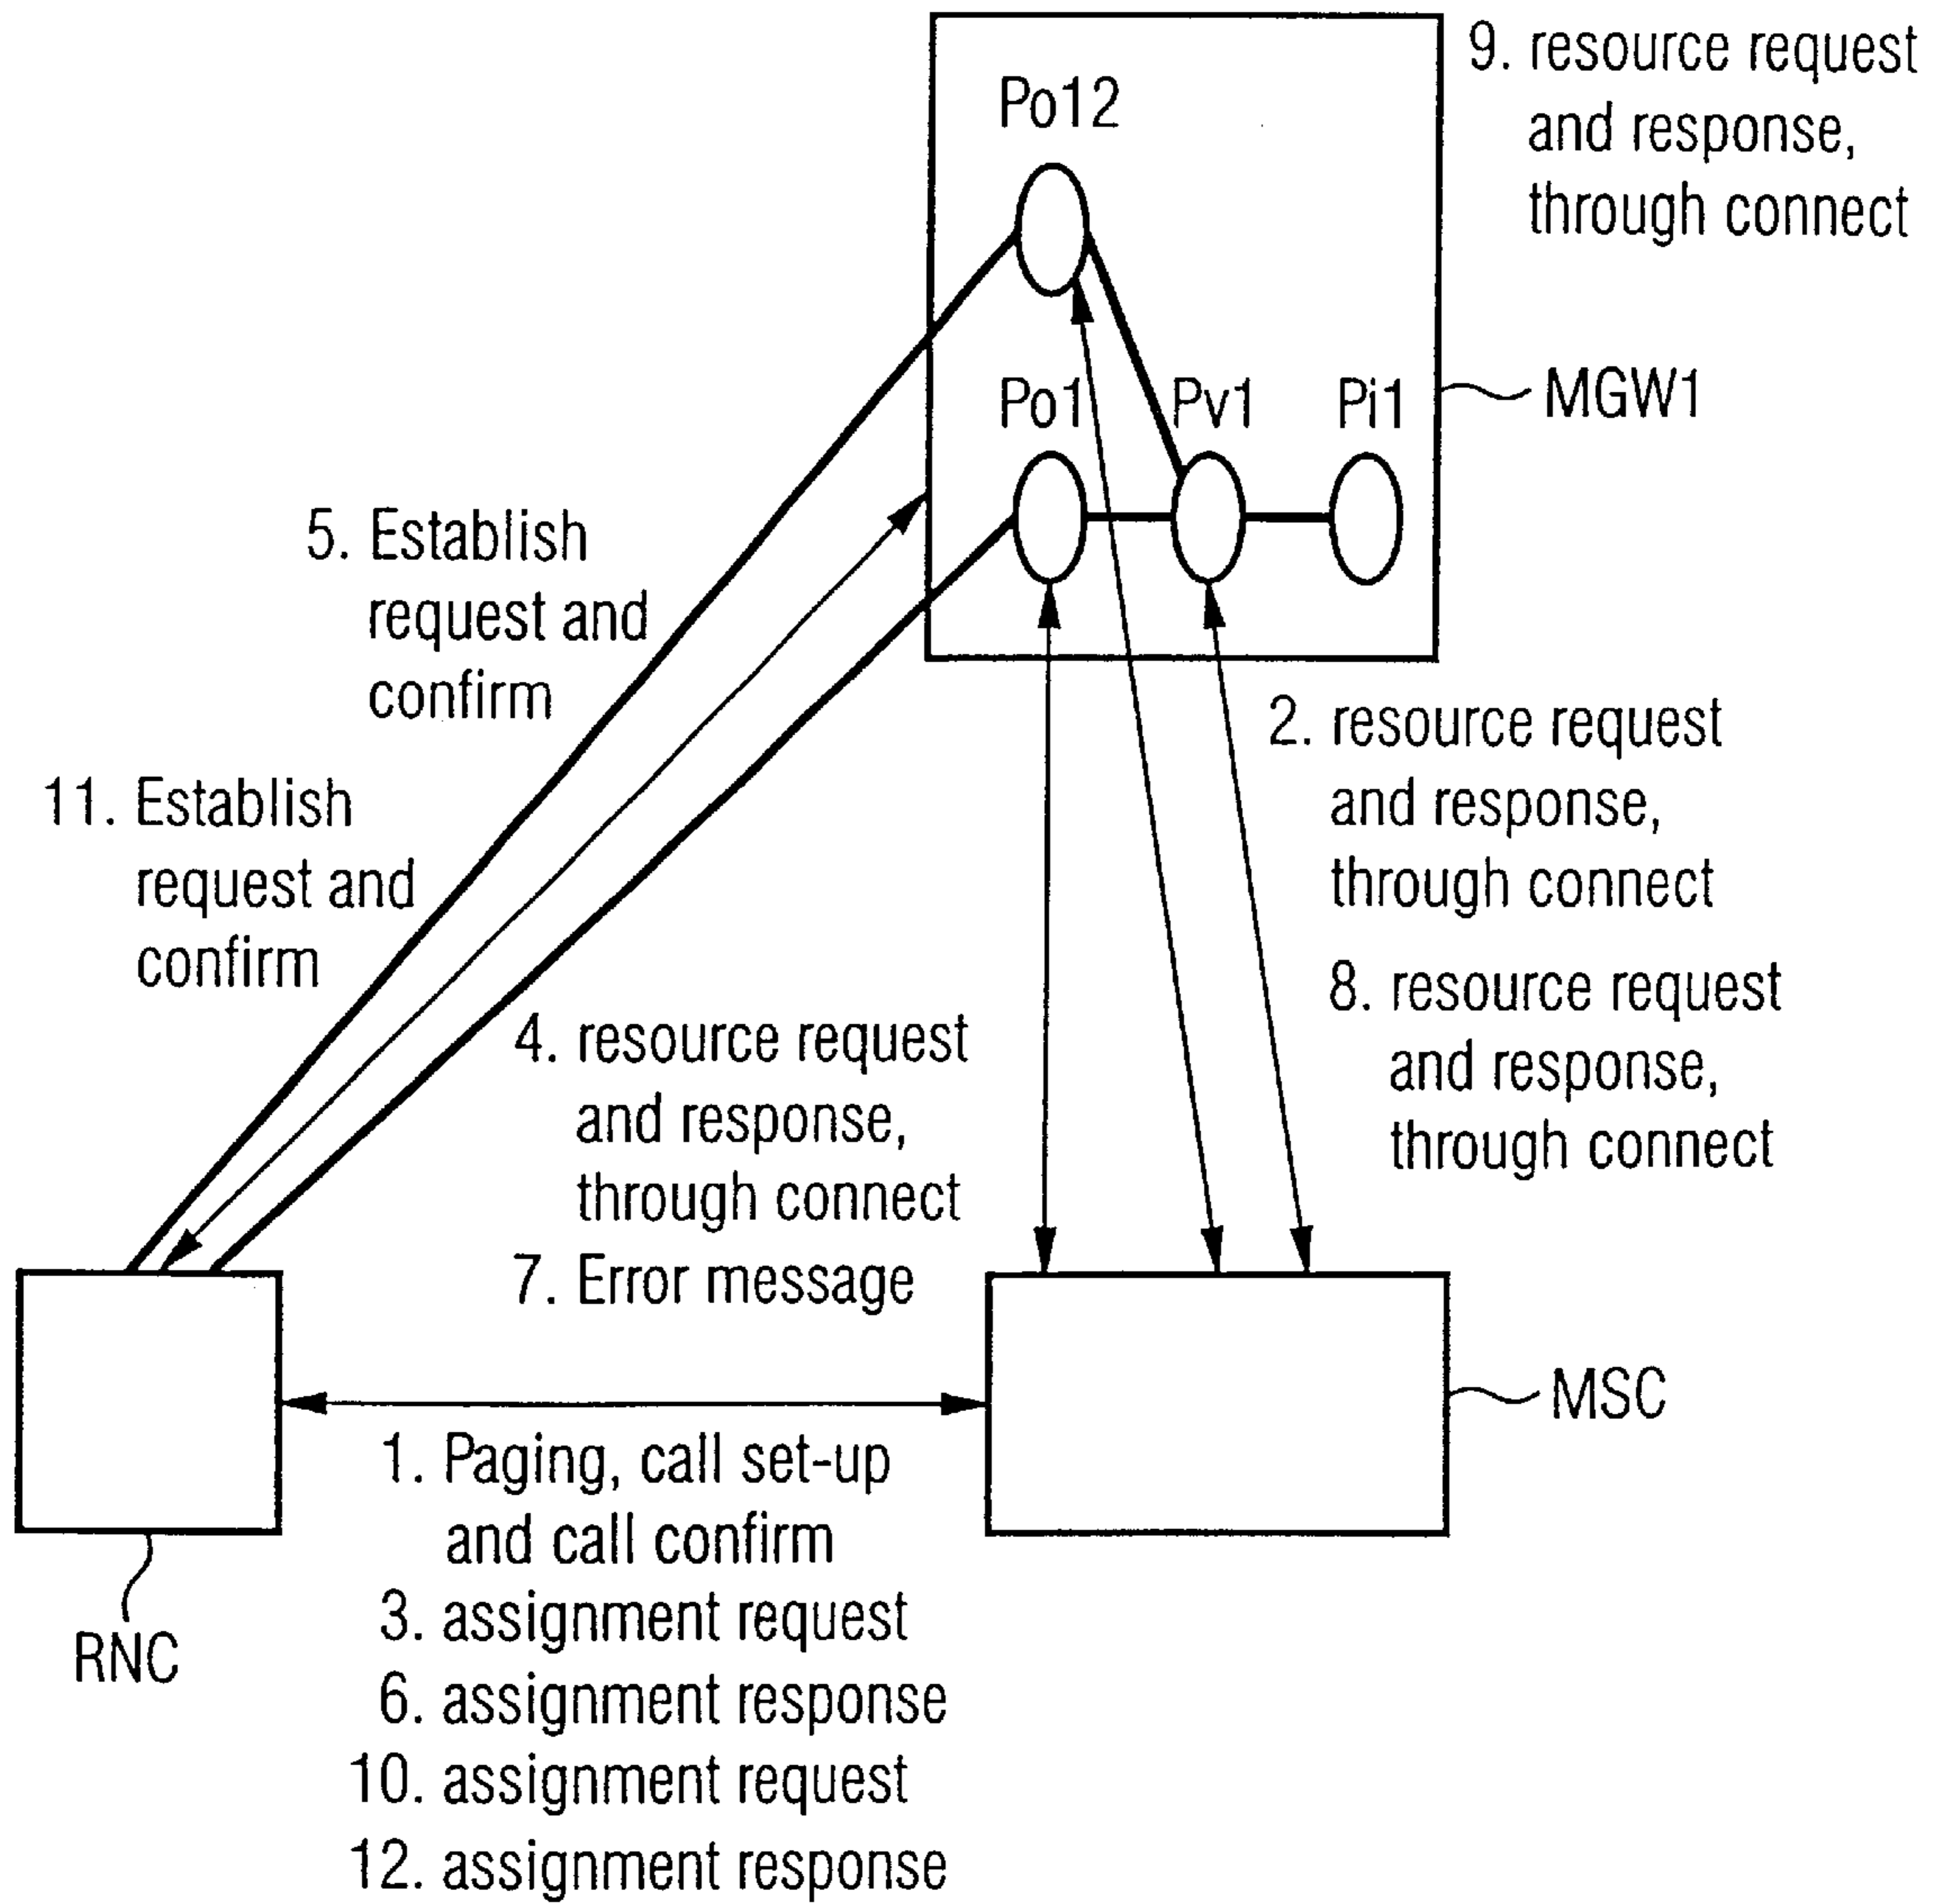 9. resource request
and response,
through connect
Po12
Po1
Pv1
Pi1
MGW1
5. Establish
request and
confirm
11. Establish
request and
confirm
2. resource request
and response,
through connect
8. resource request
and response,
through connect
4. resource request
and response,
through connect
7. Error message
MSC
1. Paging, call set-up
and call confirm
3. assignment request
6. assignment response
10. assignment request
12. assignment response
RNC